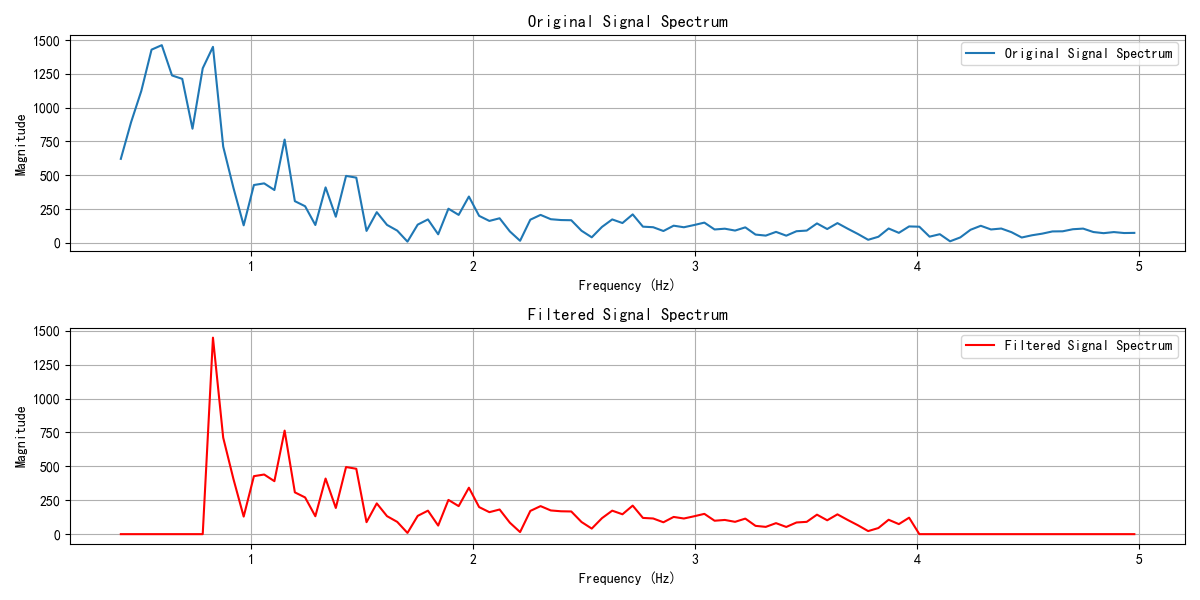 Original Signal Spectrum
1500
1250
1000
750
500
250
0
Magnitude
Original Signal Spectrum
1 2 3 4 5
Frequency (Hz)
Filtered Signal Spectrum
1500
1250
1000
750
500
250
0
Magnitude
Filtered Signal Spectrum
1 2 3 4 5
Frequency (Hz)